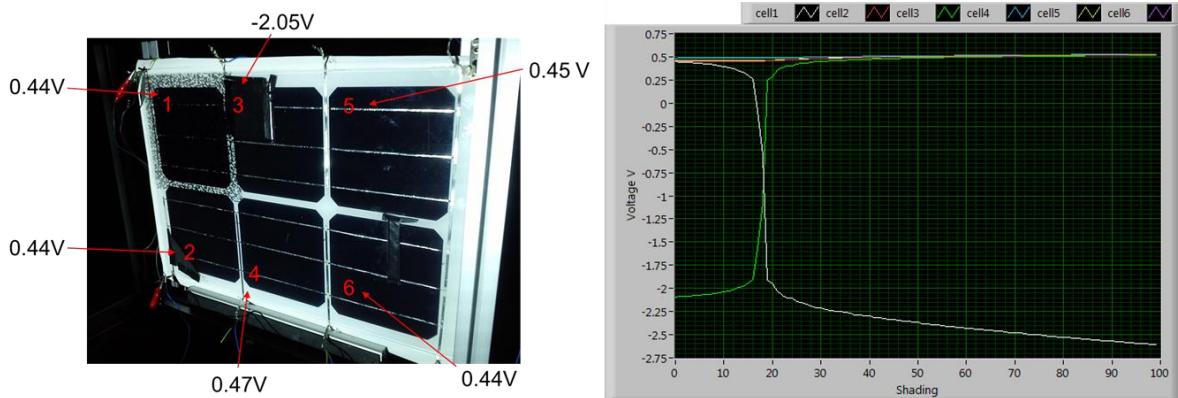 -2.05V
0.44V
1
3
5
0.45 V
0.44V
2
4
6
0.47V
0.44V
cell1 cell2 cell3 cell4 cell5 cell6
0.75
0.5
0.25
0
-0.25
-0.5
-0.75
-1
-1.25
-1.5
-1.75
-2
-2.25
-2.5
-2.75
Voltage V
0 10 20 30 40 50 60 70 80 90 100
Shading